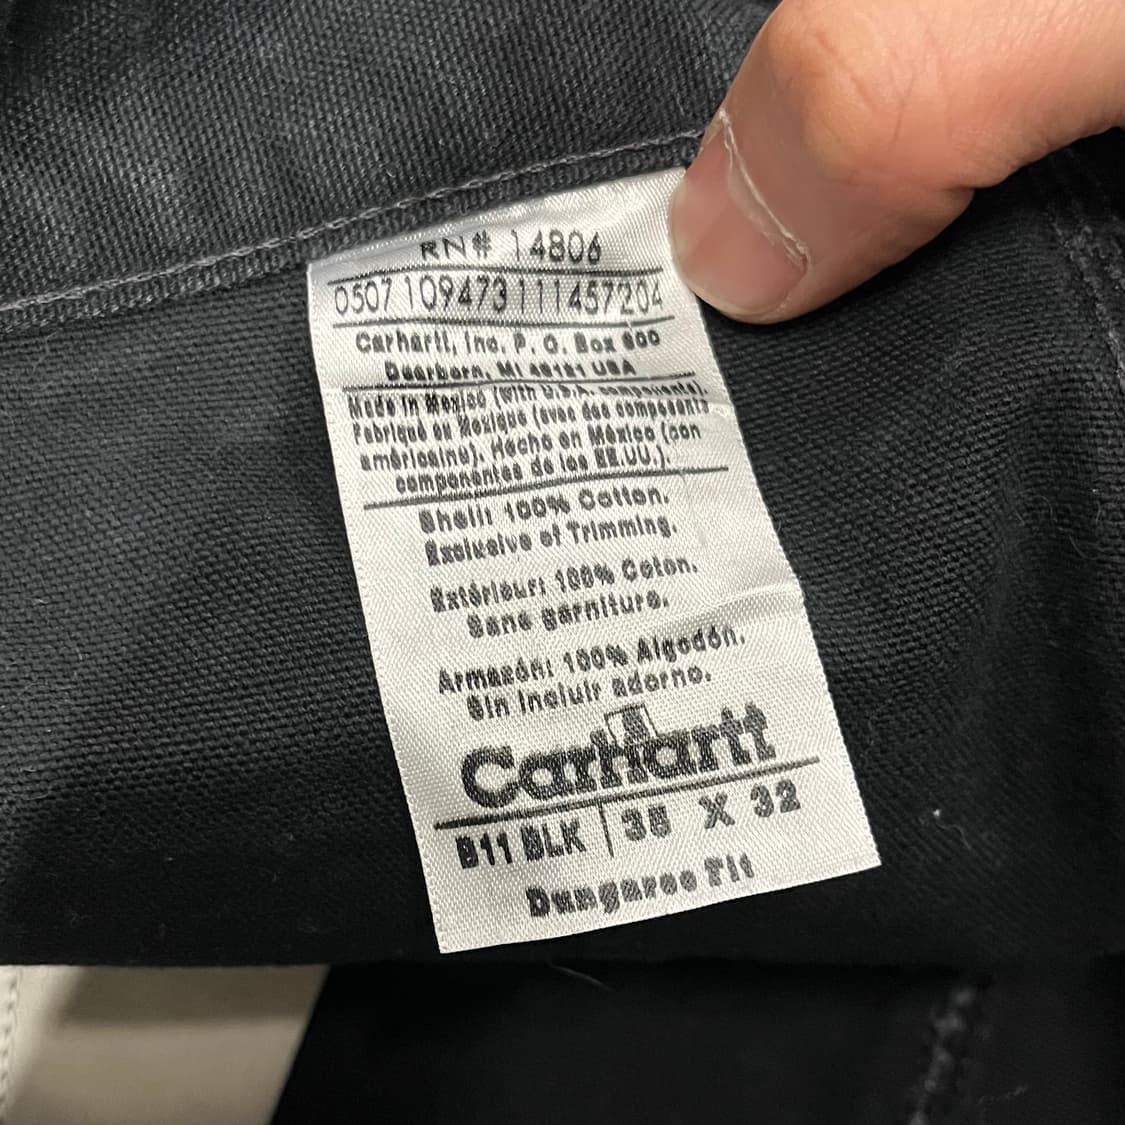 RN# 14806
0507 109473 111457204
Carhartt, Inc. P. O. Box 600
Dearborn, MI 48121 USA
Made in Mexico (with U.S.A. components).
Fabriqué au Mexique (avec des composants
américains). Hecho en México (con
componentes de los EE.UU.).
Shell: 100% Cotton.
Exclusive of Trimming.
Extérieur: 100% Coton.
Sans garniture.
Armazón: 100% Algodón.
Sin incluir adorno.
Carhartt
B11 BLK | X 32
Dungaree Fit